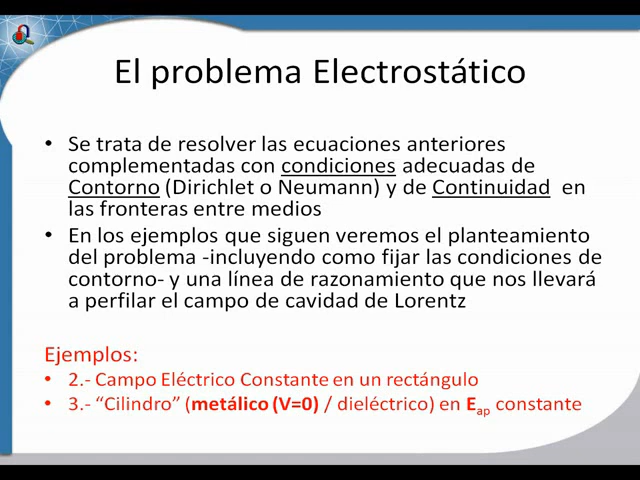 El problema Electrostático
• Se trata de resolver las ecuaciones anteriores
complementadas con condiciones adecuadas de
Contorno (Dirichlet o Neumann) y de Continuidad en
las fronteras entre medios
• En los ejemplos que siguen veremos el planteamiento
del problema -incluyendo como fijar las condiciones de
contorno- y una línea de razonamiento que nos llevará
a perfilar el campo de cavidad de Lorentz
Ejemplos:
• 2.- Campo Eléctrico Constante en un rectángulo
• 3.- “Cilindro” (metálico (V=0) / dieléctrico) en Eap constante